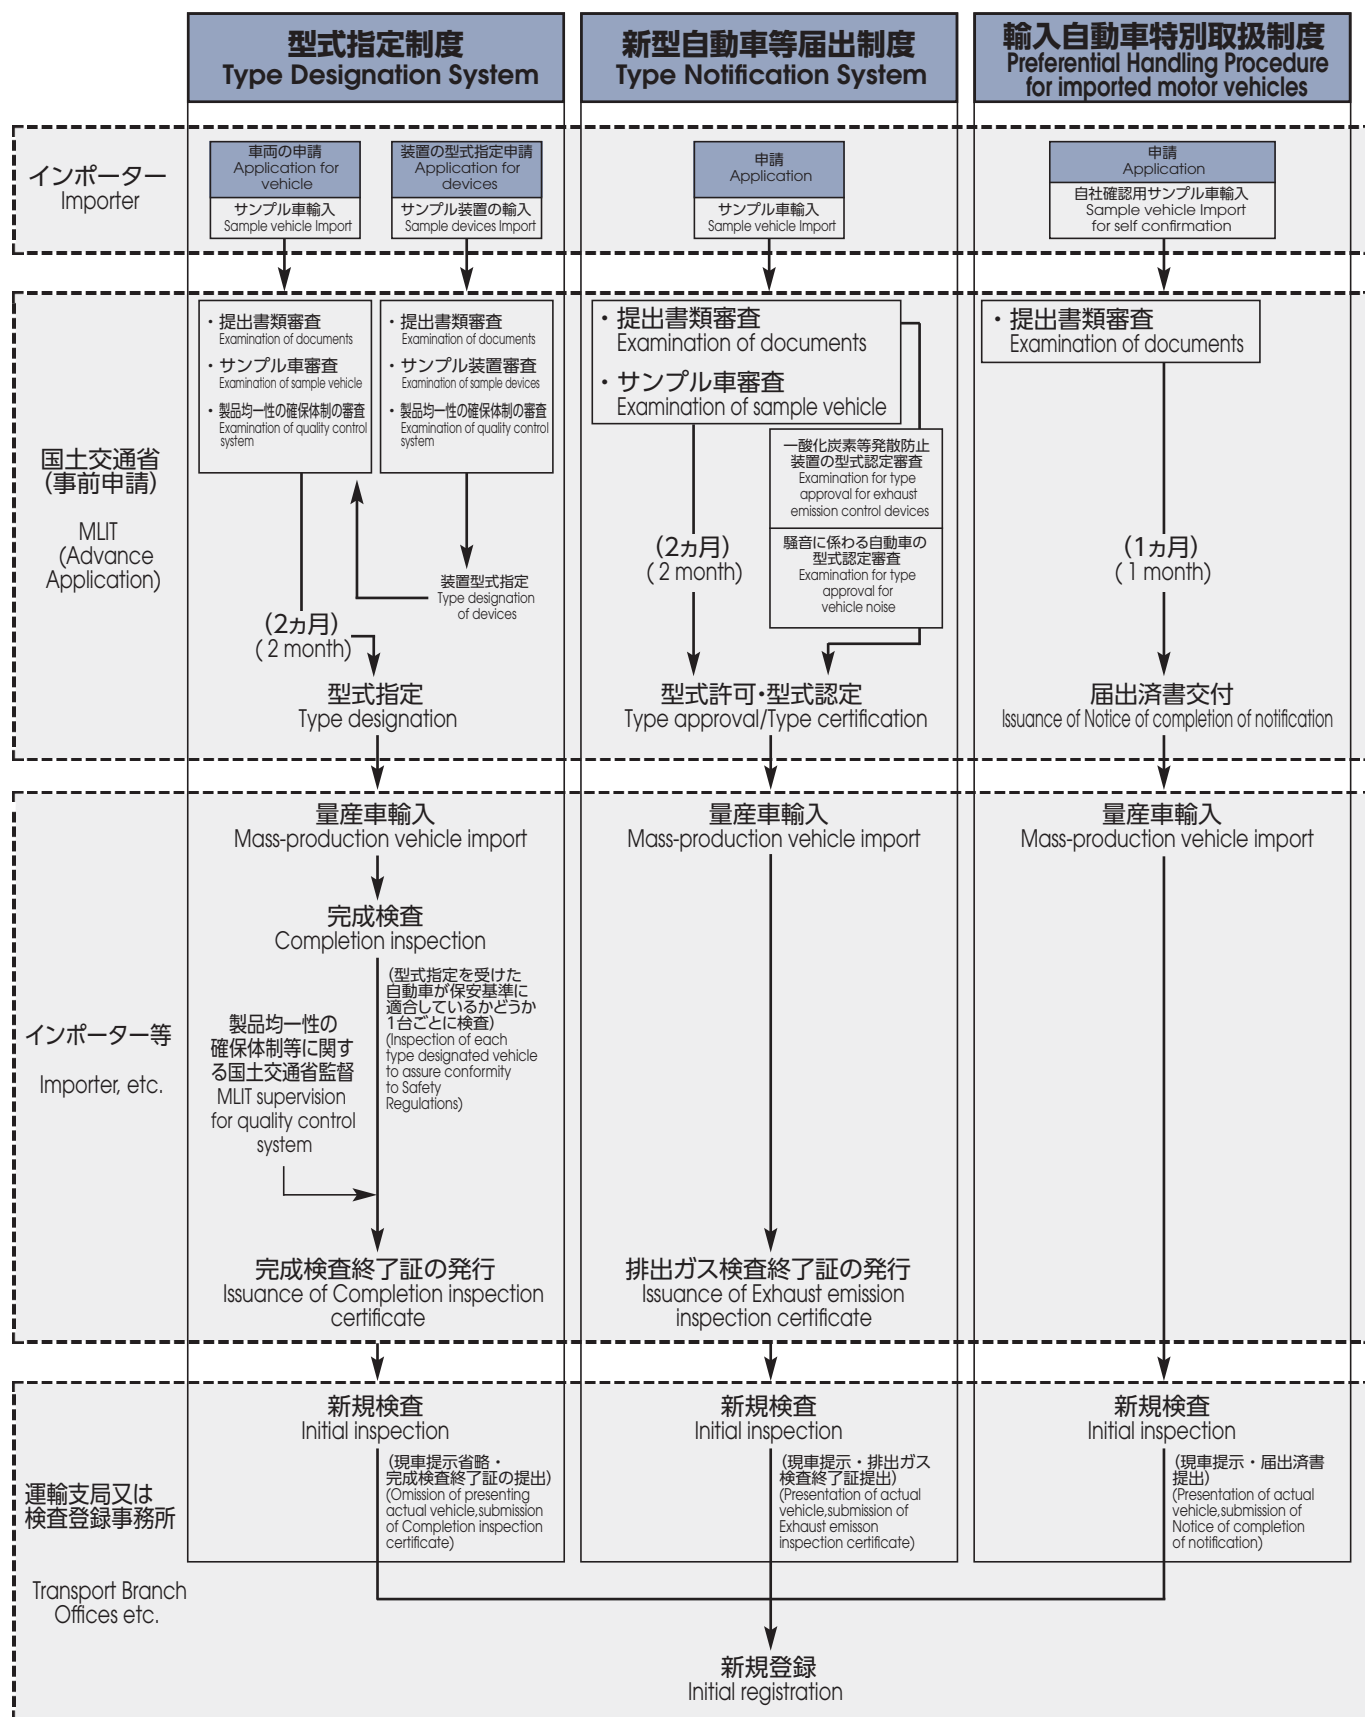 型式指定制度
Type Designation System
新型自動車等届出制度
Type Notification System
輸入自動車特別取扱制度
Preferential Handling Procedure
for imported motor vehicles
インポーター
Importer
車両の申請
Application for
vehicle
サンプル車輸入
Sample vehicle Import
装置の型式指定申請
Application for
devices
サンプル装置の輸入
Sample devices Import
申請
Application
サンプル車輸入
Sample vehicle Import
申請
Application
自社確認用サンプル車輸入
Sample vehicle Import
for self confirmation
国土交通省
(事前申請)
MLIT
(Advance
Application)
・提出書類審査
Examination of documents
・サンプル車審査
Examination of sample vehicle
・製品均一性の確保体制の審査
Examination of quality control
system
・提出書類審査
Examination of documents
・サンプル装置審査
Examination of sample devices
・製品均一性の確保体制の審査
Examination of quality control
system
装置型式指定
Type designation
of devices
(2ヵ月)
( 2 month)
型式指定
Type designation
・提出書類審査
Examination of documents
・サンプル車審査
Examination of sample vehicle
一酸化炭素等発散防止
装置の型式認定審査
Examination for type
approval for exhaust
emission control devices
騒音に係わる自動車の
型式認定審査
Examination for type
approval for
vehicle noise
(2ヵ月)
( 2 month)
型式許可・型式認定
Type approval/Type certification
・提出書類審査
Examination of documents
(1ヵ月)
( 1 month)
届出済書交付
Issuance of Notice of completion of notification
インポーター等
Importer, etc.
量産車輸入
Mass-production vehicle import
完成検査
Completion inspection
(型式指定を受けた
自動車が保安基準に
適合しているかどうか
1台ごとに検査)
(Inspection of each
type designated vehicle
to assure conformity
to Safety
Regulations)
製品均一性の
確保体制等に関す
る国土交通省監督
MLIT supervision
for quality control
system
完成検査終了証の発行
Issuance of Completion inspection
certificate
量産車輸入
Mass-production vehicle import
排出ガス検査終了証の発行
Issuance of Exhaust emission
inspection certificate
量産車輸入
Mass-production vehicle import
運輸支局又は
検査登録事務所
Transport Branch
Offices etc.
新規検査
Initial inspection
(現車提示省略・
完成検査終了証の提出)
(Omission of presenting
actual vehicle,submission
of Completion inspection
certificate)
新規検査
Initial inspection
(現車提示・排出ガス
検査終了証提出)
(Presentation of actual
vehicle,submission of
Exhaust emisson
inspection certificate)
新規検査
Initial inspection
(現車提示・届出済書
提出)
(Presentation of actual
vehicle,submission of
Notice of completion
of notification)
新規登録
Initial registration